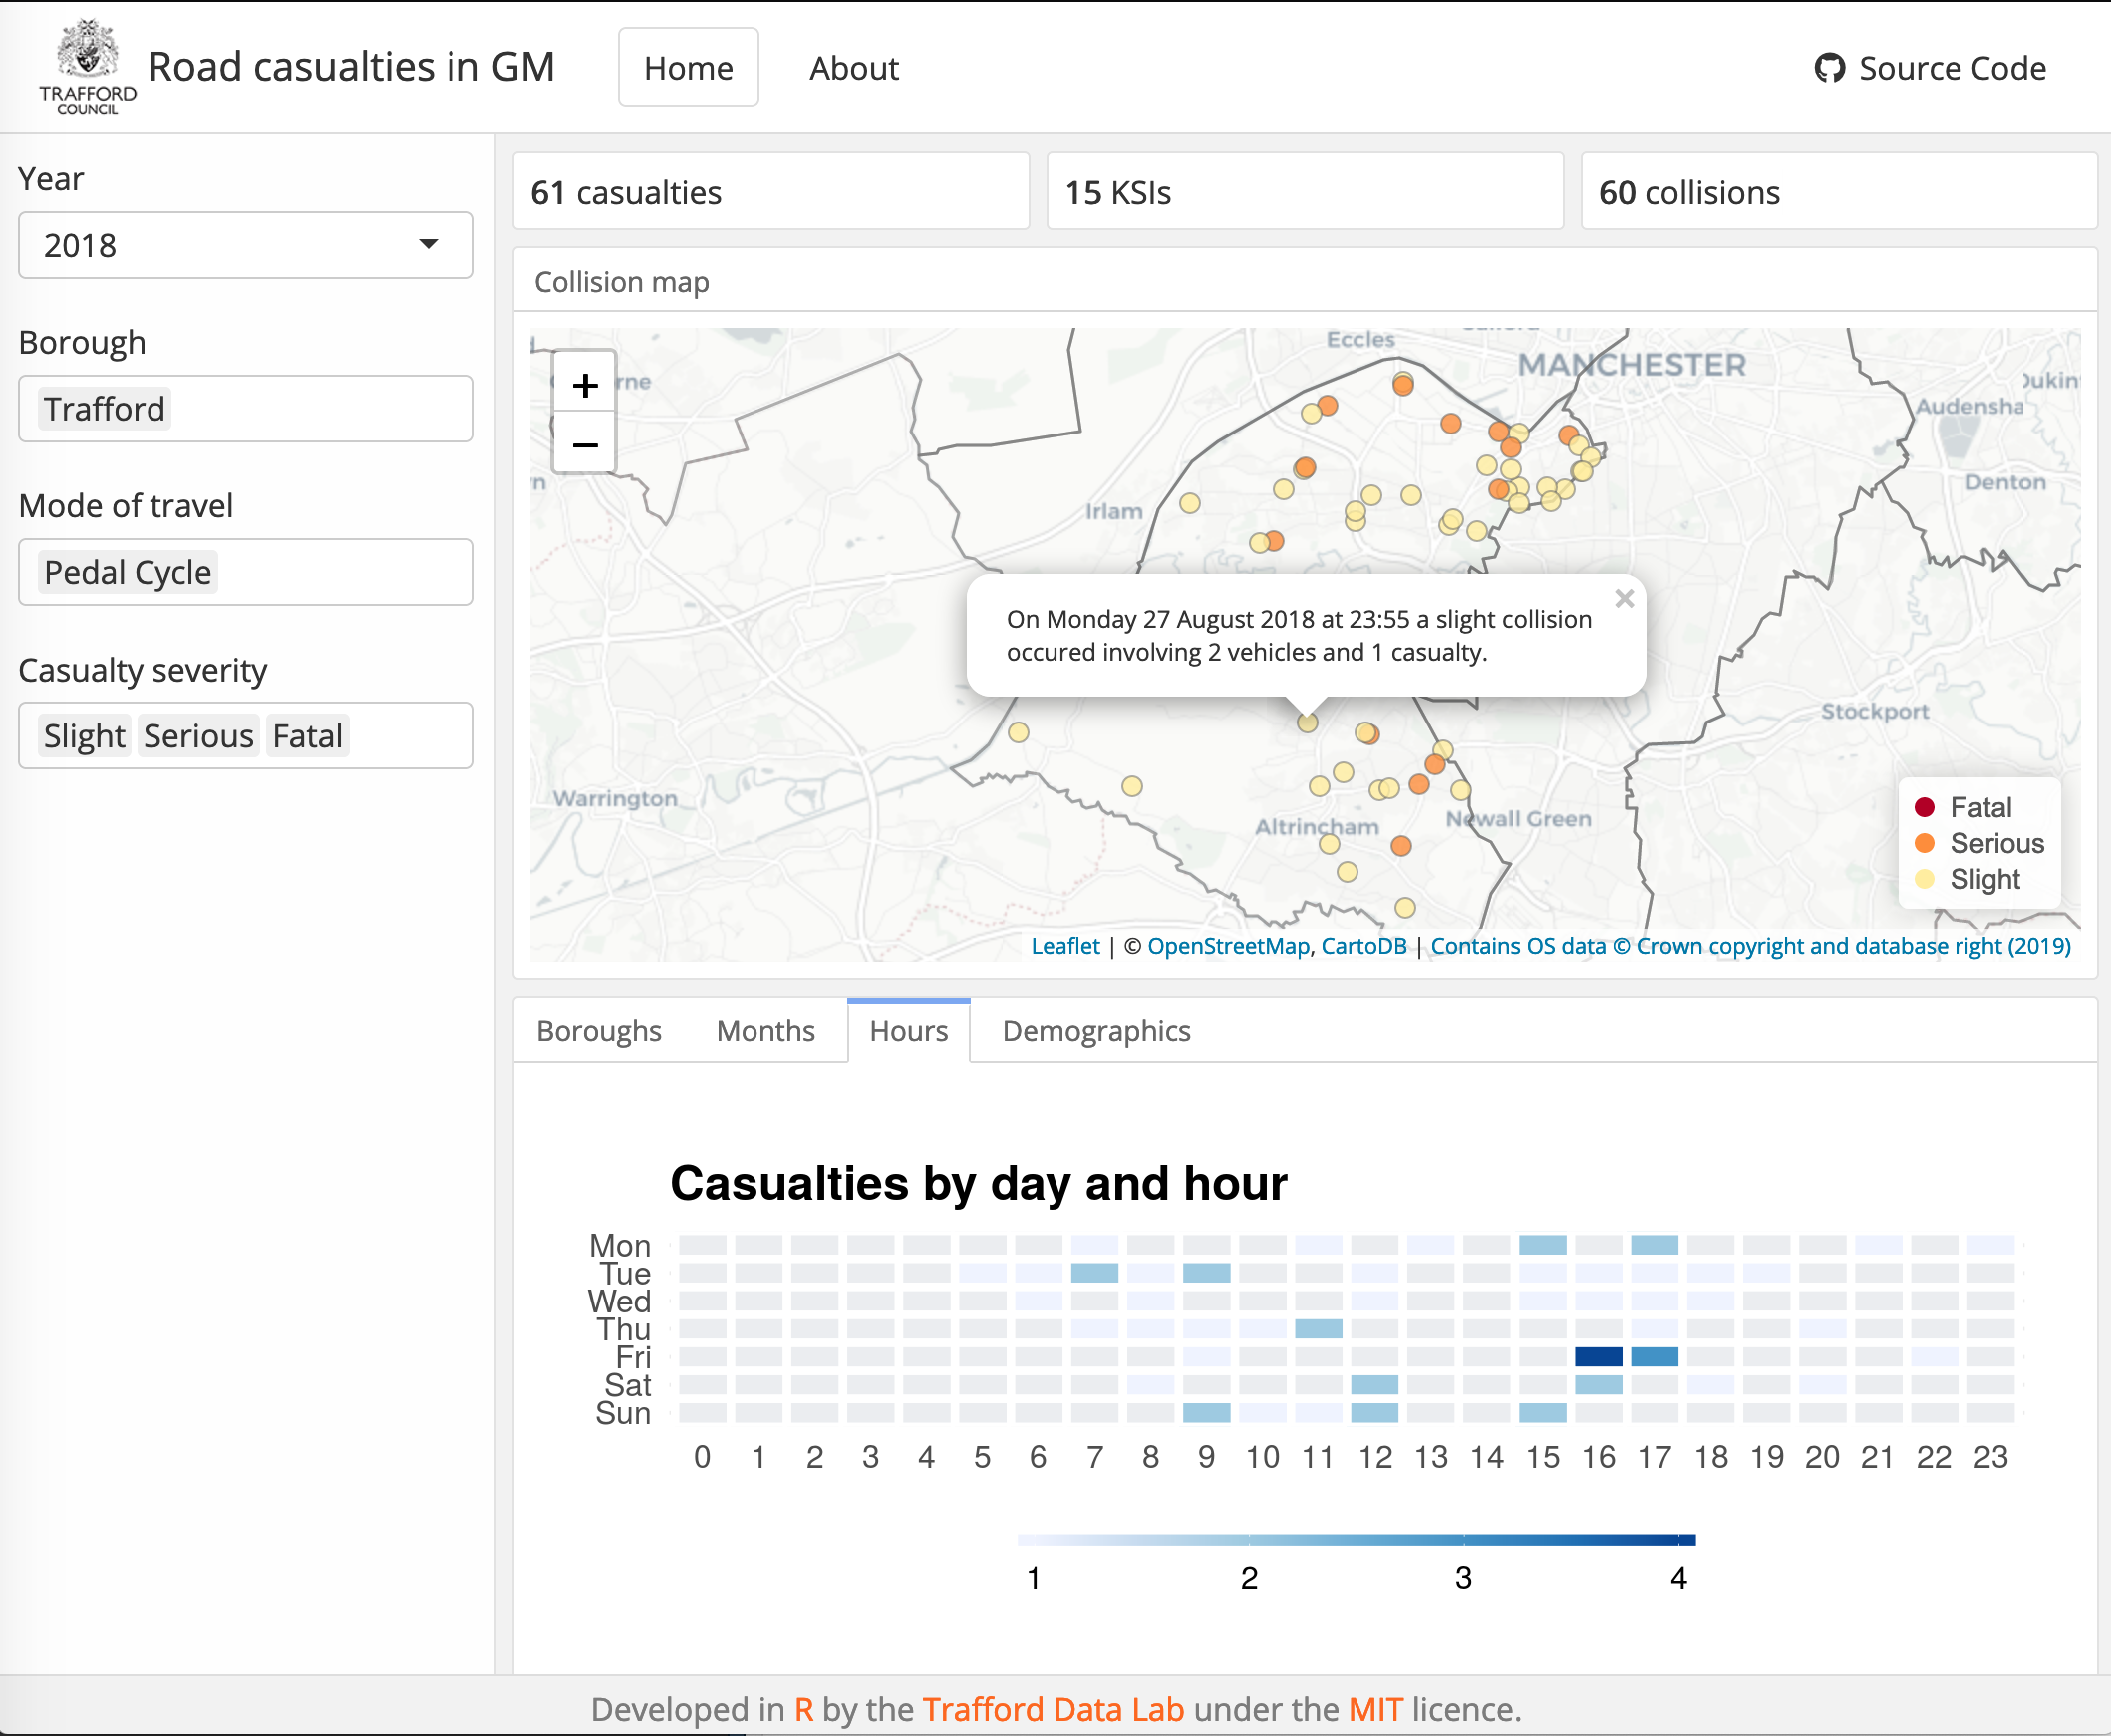 TRAFFORD
COUNCIL
Road casualties in GM
Home
About
Source Code
Year
2018
Borough
Trafford
Mode of travel
Pedal Cycle
Casualty severity
Slight Serious Fatal
61 casualties
15 KSIs
60 collisions
Collision map
+
−
Eccles
MANCHESTER
Audensha
Denton
Irlam
On Monday 27 August 2018 at 23:55 a slight collision
occured involving 2 vehicles and 1 casualty.
×
Stockport
Warrington
Altrincham
Newall Green
Fatal
Serious
Slight
Leaflet | © OpenStreetMap, CartoDB | Contains OS data © Crown copyright and database right (2019)
Boroughs
Months
Hours
Demographics
Casualties by day and hour
Mon
Tue
Wed
Thu
Fri
Sat
Sun
0 1 2 3 4 5 6 7 8 9 10 11 12 13 14 15 16 17 18 19 20 21 22 23
1 2 3 4
Developed in R by the Trafford Data Lab under the MIT licence.